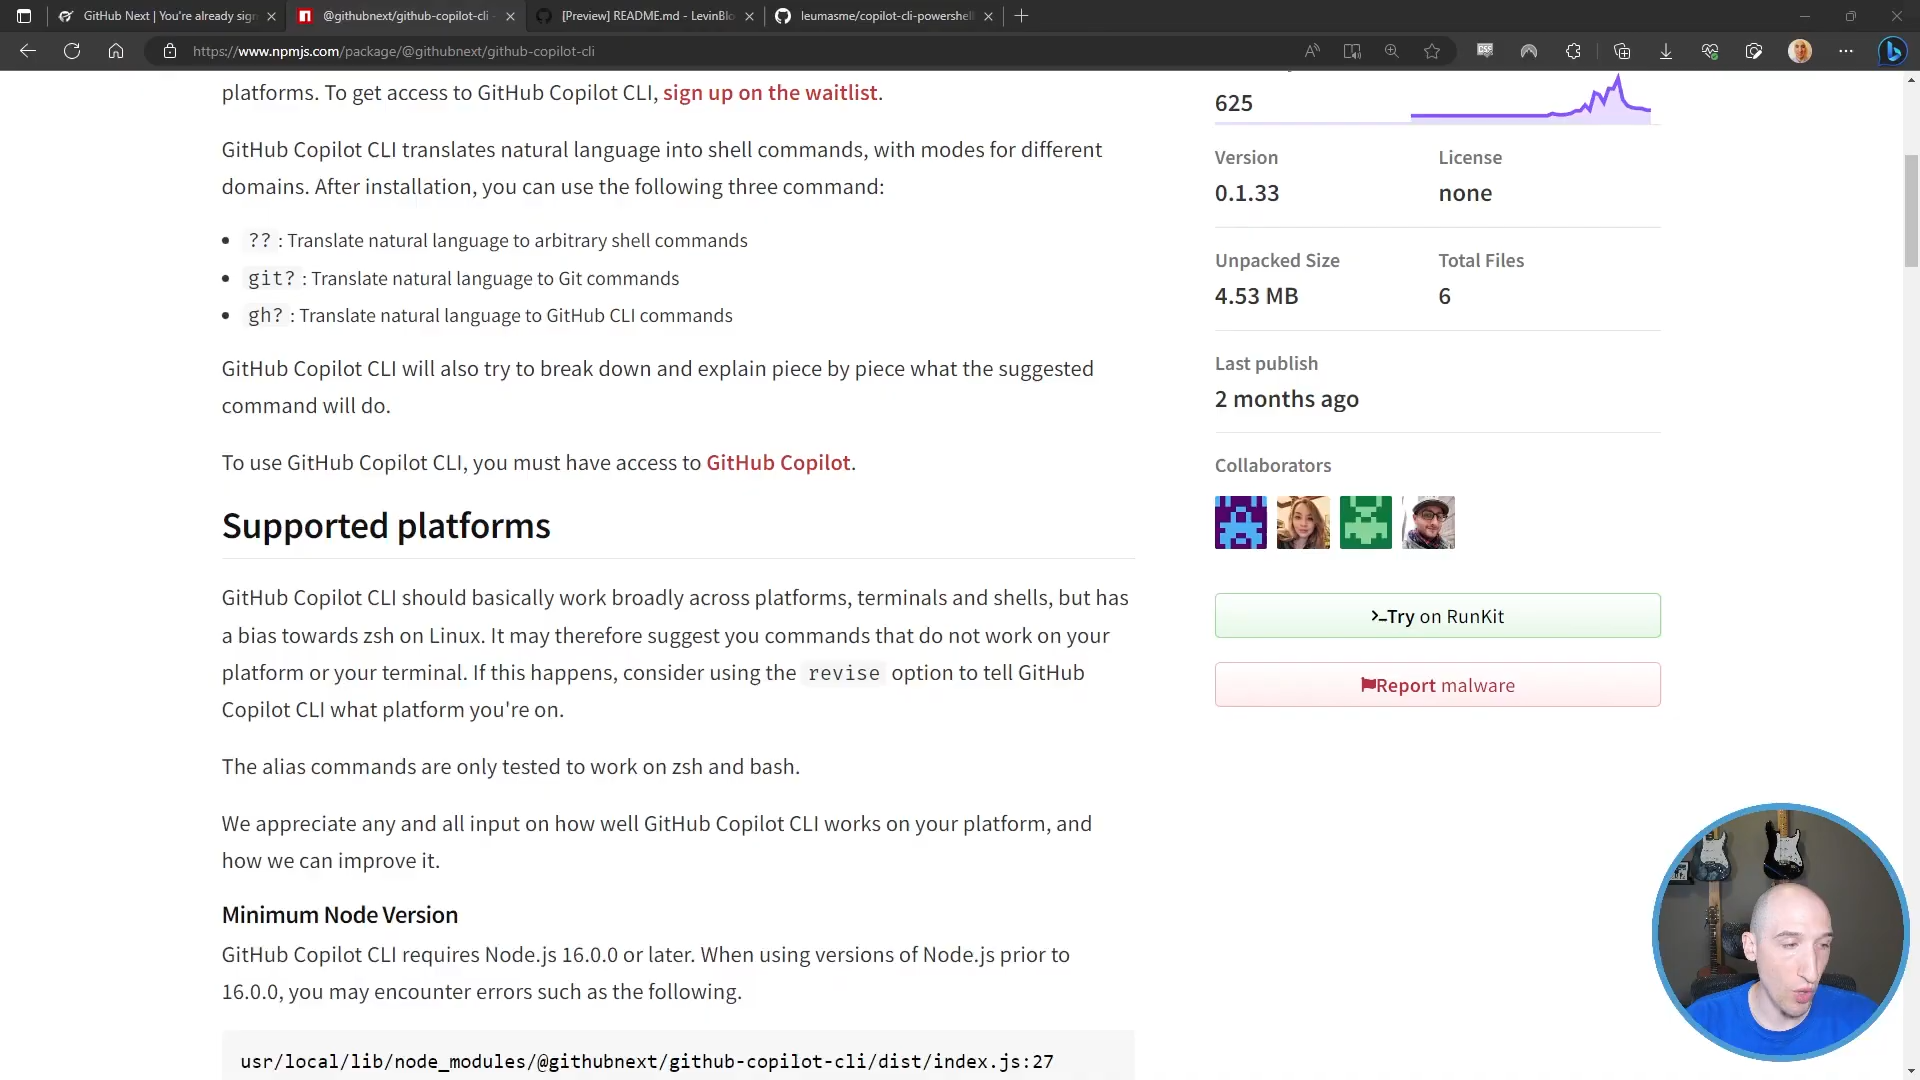 GitHub Next | You're already sig
@githubnext/github-copilot-cli -
[Preview] README.md - LevinBlo
leumasme/copilot-cli-powershel
https://www.npmjs.com/package/@githubnext/github-copilot-cli
platforms. To get access to GitHub Copilot CLI, sign up on the waitlist.
GitHub Copilot CLI translates natural language into shell commands, with modes for different
domains. After installation, you can use the following three command:
?? : Translate natural language to arbitrary shell commands
git? : Translate natural language to Git commands
gh? : Translate natural language to GitHub CLI commands
GitHub Copilot CLI will also try to break down and explain piece by piece what the suggested
command will do.
To use GitHub Copilot CLI, you must have access to GitHub Copilot.
Supported platforms
GitHub Copilot CLI should basically work broadly across platforms, terminals and shells, but has
a bias towards zsh on Linux. It may therefore suggest you commands that do not work on your
platform or your terminal. If this happens, consider using the revise option to tell GitHub
Copilot CLI what platform you're on.
The alias commands are only tested to work on zsh and bash.
We appreciate any and all input on how well GitHub Copilot CLI works on your platform, and
how we can improve it.
Minimum Node Version
GitHub Copilot CLI requires Node.js 16.0.0 or later. When using versions of Node.js prior to
16.0.0, you may encounter errors such as the following.
usr/local/lib/node_modules/@githubnext/github-copilot-cli/dist/index.js:27
625
Version
License
0.1.33
none
Unpacked Size
Total Files
4.53 MB
6
Last publish
2 months ago
Collaborators
Try on RunKit
Report malware